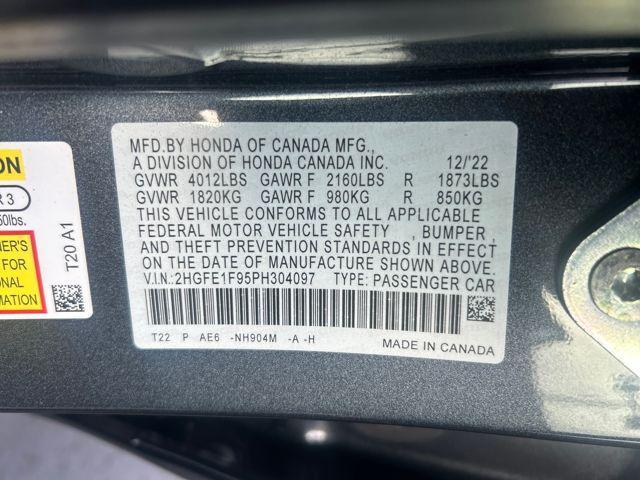 MFD.BY HONDA OF CANADA MFG.,
A DIVISION OF HONDA CANADA INC. 12/'22
GVWR 4012LBS GAWR F 2160LBS R 1873LBS
GVWR 1820KG GAWR F 980KG R 850KG
THIS VEHICLE CONFORMS TO ALL APPLICABLE
FEDERAL MOTOR VEHICLE SAFETY , BUMPER ,
AND THEFT PREVENTION STANDARDS IN EFFECT
ON THE DATE OF MANUFACTURE SHOWN ABOVE.
V.I.N.: 2HGFE1F95PH304097 TYPE: PASSENGER CAR
T22 P AE6 -NH904M -A -H
MADE IN CANADA
ON
R 3
50lbs.
NER'S
FOR
ONAL
MATION
T20 A1